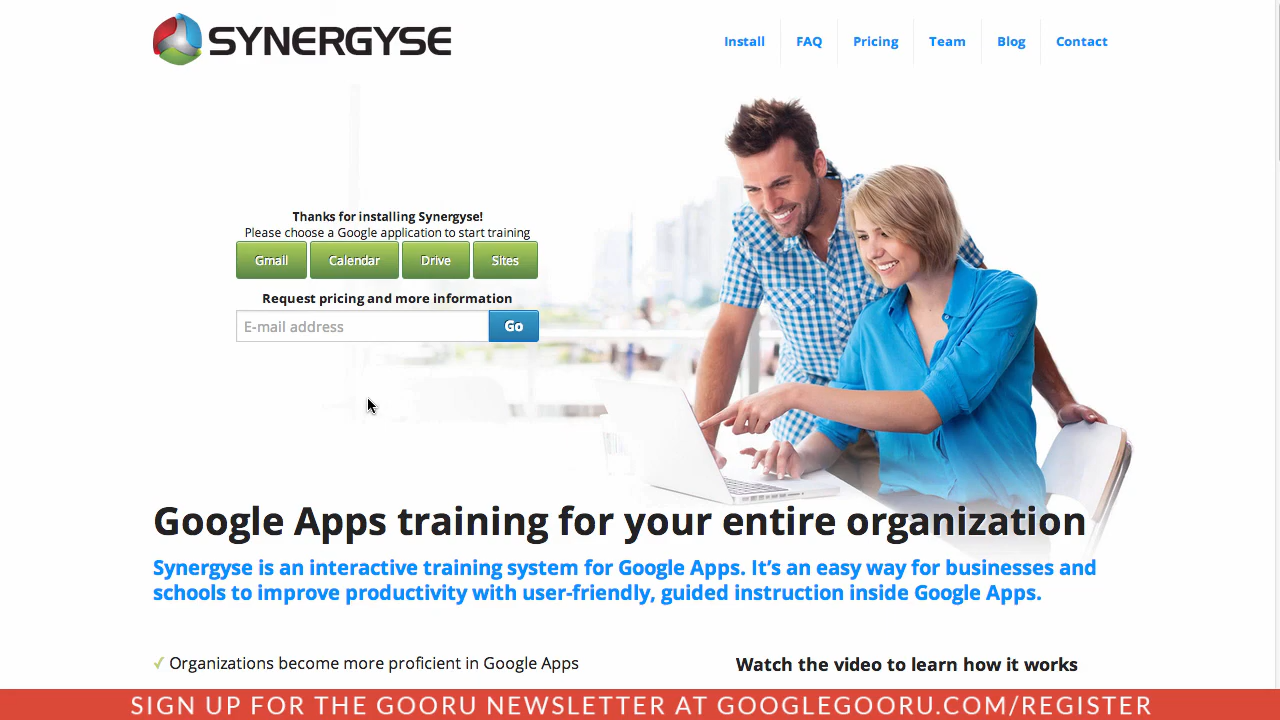 SYNERGYSE
Install
FAQ
Pricing
Team
Blog
Contact
Thanks for installing Synergyse!
Please choose a Google application to start training
Gmail
Calendar
Drive
Sites
Request pricing and more information
E-mail address
Go
Google Apps training for your entire organization
Synergyse is an interactive training system for Google Apps. It’s an easy way for businesses and
schools to improve productivity with user-friendly, guided instruction inside Google Apps.
✓ Organizations become more proficient in Google Apps
Watch the video to learn how it works
SIGN UP FOR THE GOORU NEWSLETTER AT GOOGLEGOORU.COM/REGISTER